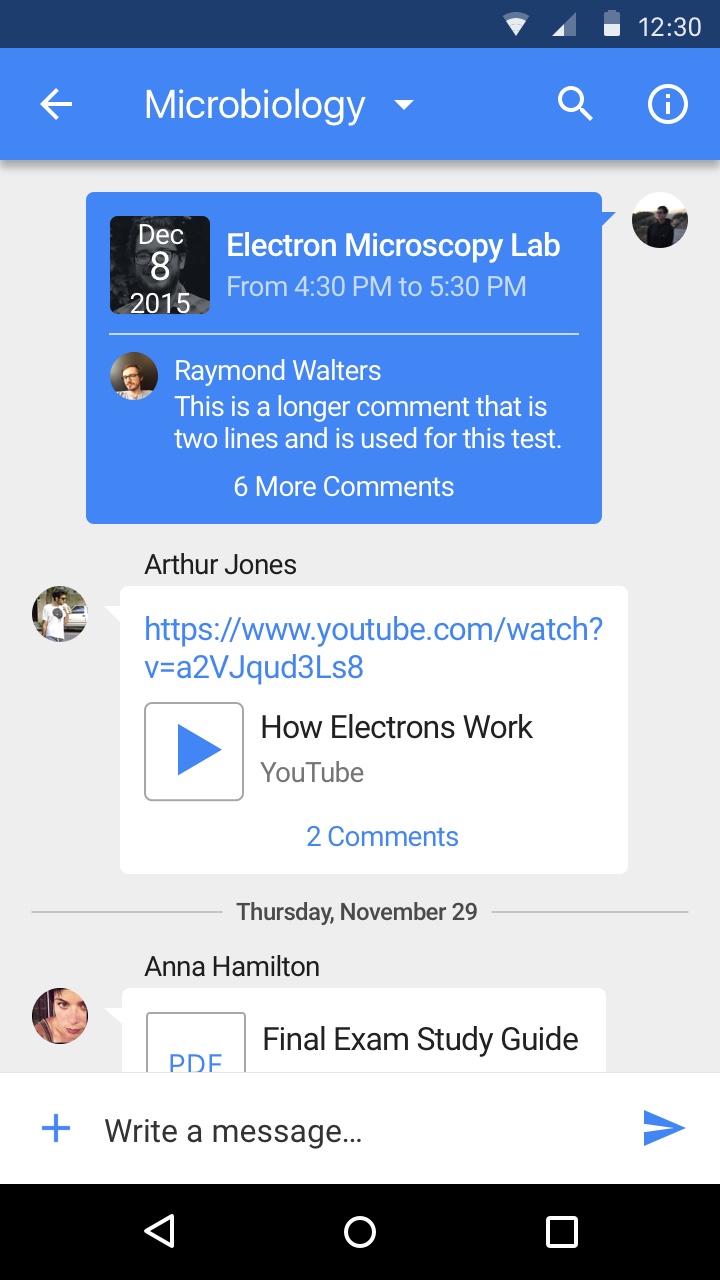 12:30
Microbiology
Dec
8
2015
Electron Microscopy Lab
From 4:30 PM to 5:30 PM
Raymond Walters
This is a longer comment that is
two lines and is used for this test.
6 More Comments
Arthur Jones
https://www.youtube.com/watch?
v=a2VJqud3Ls8
How Electrons Work
YouTube
2 Comments
Thursday, November 29
Anna Hamilton
PDF
Final Exam Study Guide
Write a message…